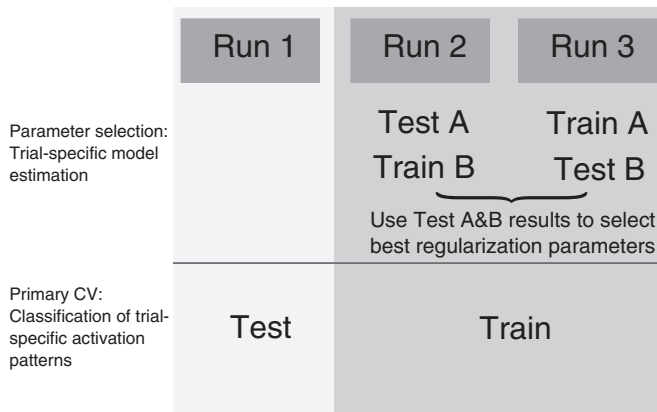 Run 1
Run 2
Run 3
Parameter selection:
Trial-specific model
estimation
Test A
Train A
Train B
Test B
Use Test A&B results to select
best regularization parameters
Primary CV:
Classification of trial-
specific activation
patterns
Test
Train